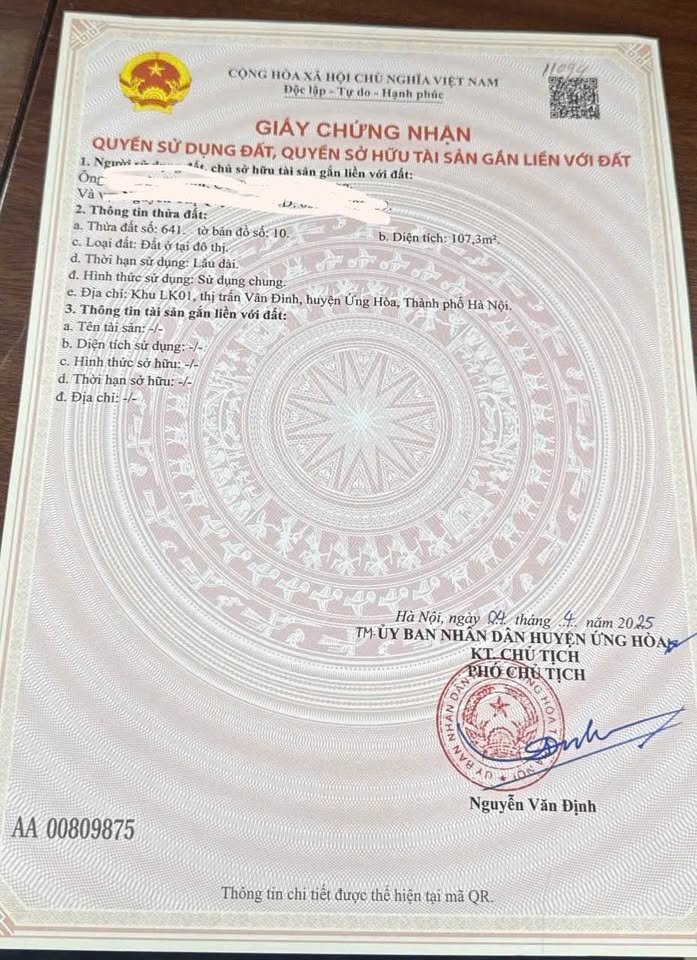 11094
CỘNG HÒA XÃ HỘI CHỦ NGHĨA VIỆT NAM
Độc lập - Tự do - Hạnh phúc
GIẤY CHỨNG NHẬN
QUYỀN SỬ DỤNG ĐẤT, QUYỀN SỞ HỮU TÀI SẢN GẮN LIỀN VỚI ĐẤT
1. Người sử dụng đất, chủ sở hữu tài sản gắn liền với đất:
Ông
Và
2. Thông tin thửa đất:
a. Thửa đất số: 641. tờ bản đồ số: 10. b. Diện tích: 107,3m².
c. Loại đất: Đất ở tại đô thị.
d. Thời hạn sử dụng: Lâu dài.
đ. Hình thức sử dụng: Sử dụng chung.
e. Địa chỉ: Khu LK01, thị trấn Vân Đình, huyện Ứng Hòa, Thành phố Hà Nội.
3. Thông tin tài sản gắn liền với đất:
a. Tên tài sản: -/-
b. Diện tích sử dụng: -/-
c. Hình thức sở hữu: -/-
d. Thời hạn sở hữu: -/-
đ. Địa chỉ: -/-
Hà Nội, ngày 04 tháng 4 năm 2025
TM. ỦY BAN NHÂN DÂN HUYỆN ỨNG HÒA
KT. CHỦ TỊCH
PHÓ CHỦ TỊCH
Nguyễn Văn Định
AA 00809875
Thông tin chi tiết được thể hiện tại mã QR.